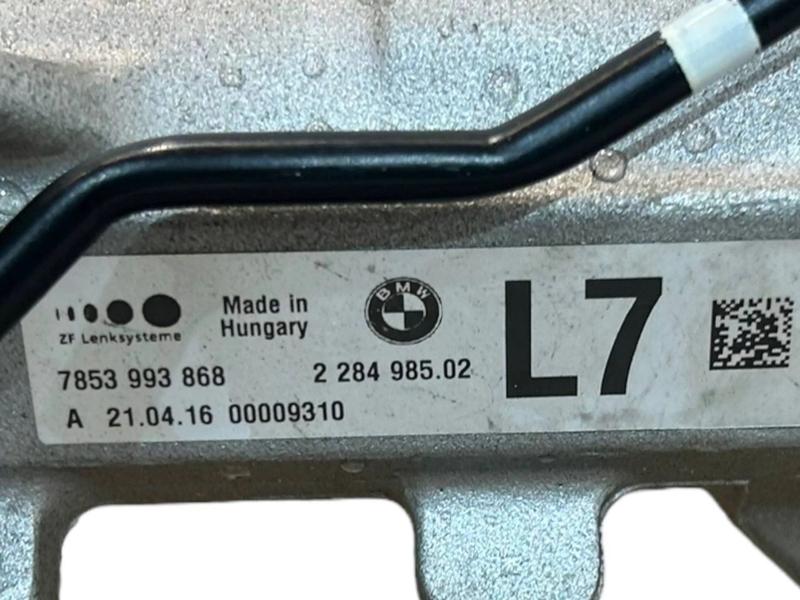 ZF Lenksysteme
Made in
Hungary
BMW
L7
7853 993 868
2 284 985.02
A 21.04.16 00009310